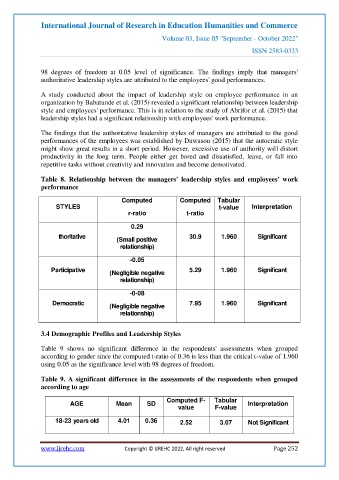 International Journal of Research in Education Humanities and Commerce
Volume 03, Issue 05 "September - October 2022"
ISSN 2583-0333
98 degrees of freedom at 0.05 level of significance. The findings imply that managers'
authoritative leadership styles are attributed to the employees' good performances.
A study conducted about the impact of leadership style on employee performance in an
organization by Babatunde et al. (2015) revealed a significant relationship between leadership
style and employees' performance. This is in relation to the study of Abrifor et al. (2015) that
leadership styles had a significant relationship with employees' work performance.
The findings that the authoritative leadership styles of managers are attributed to the good
performances of the employees was established by Dawason (2015) that the autocratic style
might show great results in a short period. However, excessive use of authority will distort
productivity in the long term. People either get bored and dissatisfied, leave, or fall into
repetitive tasks without creativity and innovation and become demotivated.
Table 8. Relationship between the managers' leadership styles and employees' work
performance
STYLES Computed r-ratio Computed t-ratio Tabular t-value Interpretation
thoritative 0.29 (Small positive relationship) 30.9 1.960 Significant
Participative -0.05 (Negligible negative relationship) 5.29 1.960 Significant
Democratic -0-08 (Negligible negative relationship) 7.95 1.960 Significant
3.4 Demographic Profiles and Leadership Styles
Table 9 shows no significant difference in the respondents' assessments when grouped
according to gender since the computed t-ratio of 0.36 is less than the critical t-value of 1.960
using 0.05 as the significance level with 98 degrees of freedom.
Table 9. A significant difference in the assessments of the respondents when grouped
according to age
AGE Mean SD Computed F-value Tabular F-value Interpretation
18-23 years old 4.01 0.36 2.52 3.07 Not Significant
www.ijrehc.com Copyright © IJREHC 2022, All right reserved Page 252